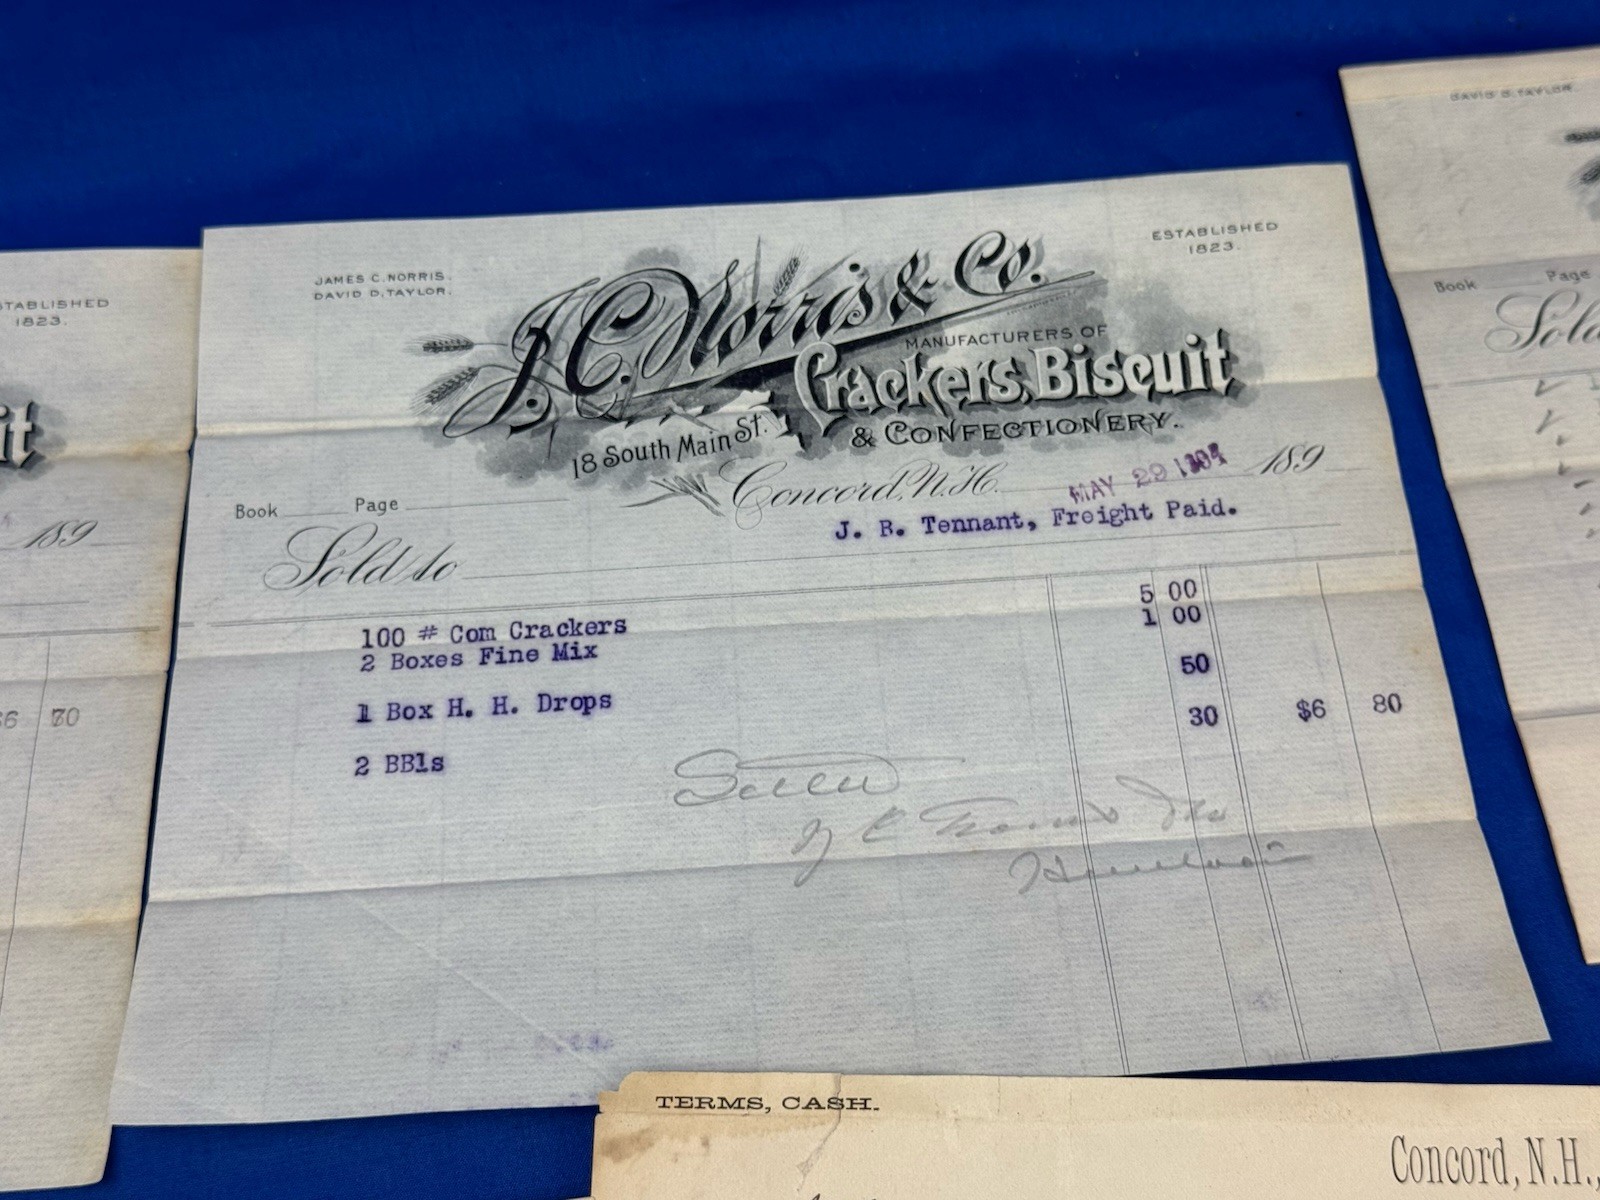 JAMES C. NORRIS.
DAVID D. TAYLOR.
ESTABLISHED
1823.
J. C. Norris & Co.
MANUFACTURERS OF
Crackers, Biscuit
& CONFECTIONERY.
18 South Main St.
Concord, N.H. MAY 29 189
Book Page
J. R. Tennant, Freight Paid.
Sold to
100 # Com Crackers 5 00
2 Boxes Fine Mix 1 00
1 Box H. H. Drops 50
2 BBls 30 $6 80
ESTABLISHED
1823.
it
189
$6 80
DAVID D. TAYLOR.
Book Page
Sold
TERMS, CASH.
Concord, N.H.,